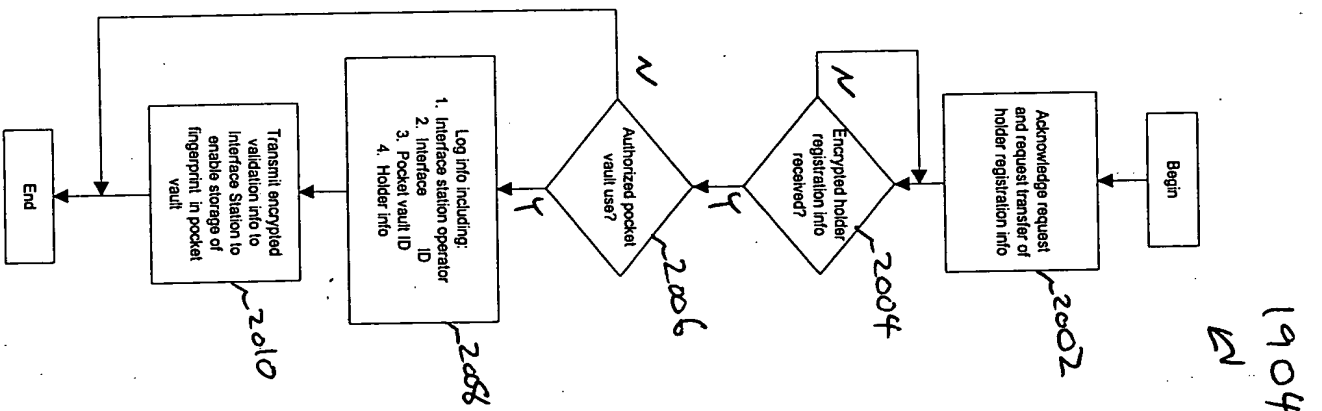 1904
Begin
Acknowledge request
and request transfer of
holder registration info
2002
Encrypted holder
registration info
received?
2004
N
Y
Authorized pocket
vault use?
2006
N
Y
Log info including:
1. Interface station operator
2. Interface ID
3. Pocket vault ID
4. Holder info
2008
Transmit encrypted
validation info to
Interface Station to
enable storage of
fingerprint in pocket
vault
2010
End